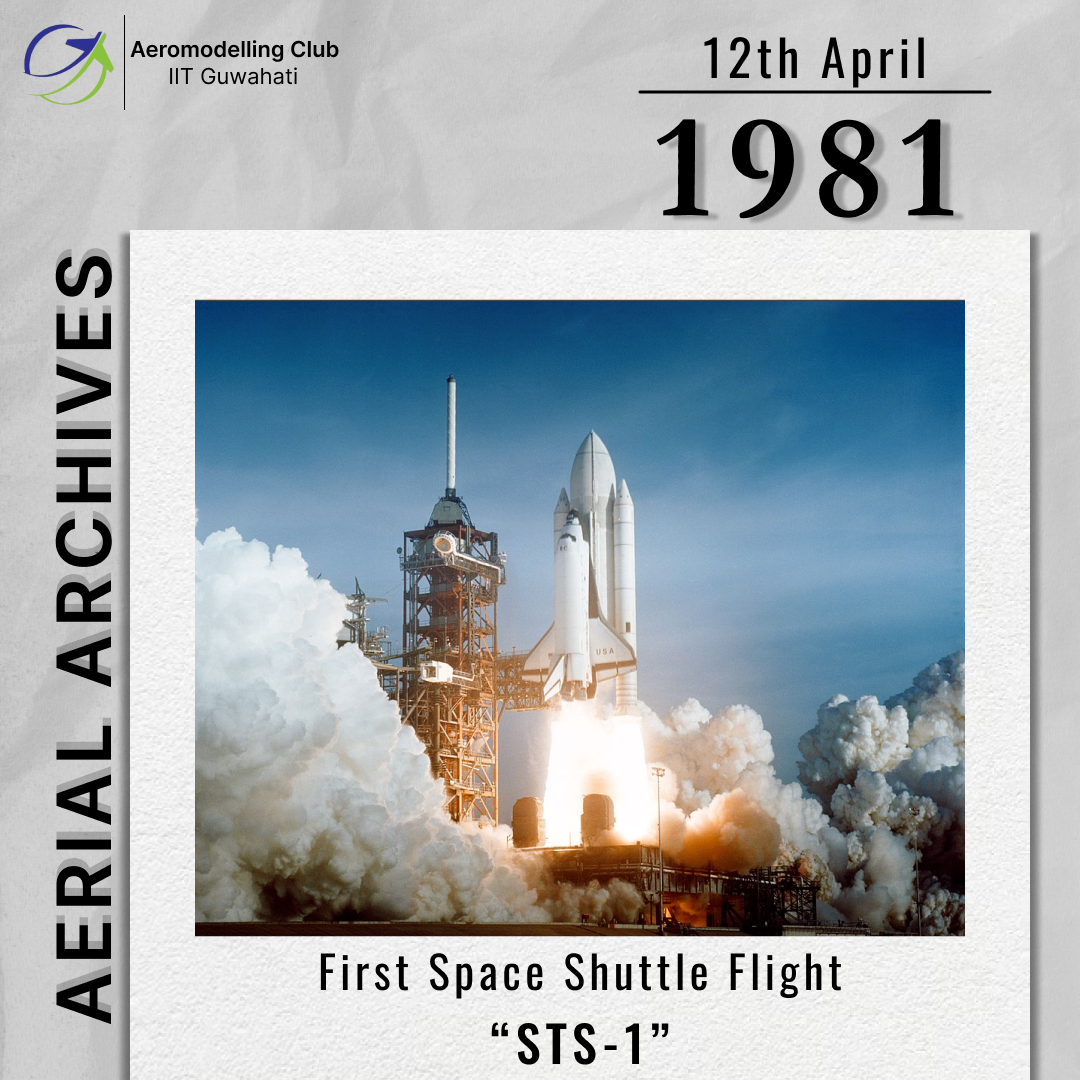 Aeromodelling Club
IIT Guwahati
12th April
1981
AERIAL ARCHIVES
USA
First Space Shuttle Flight
“STS-1”